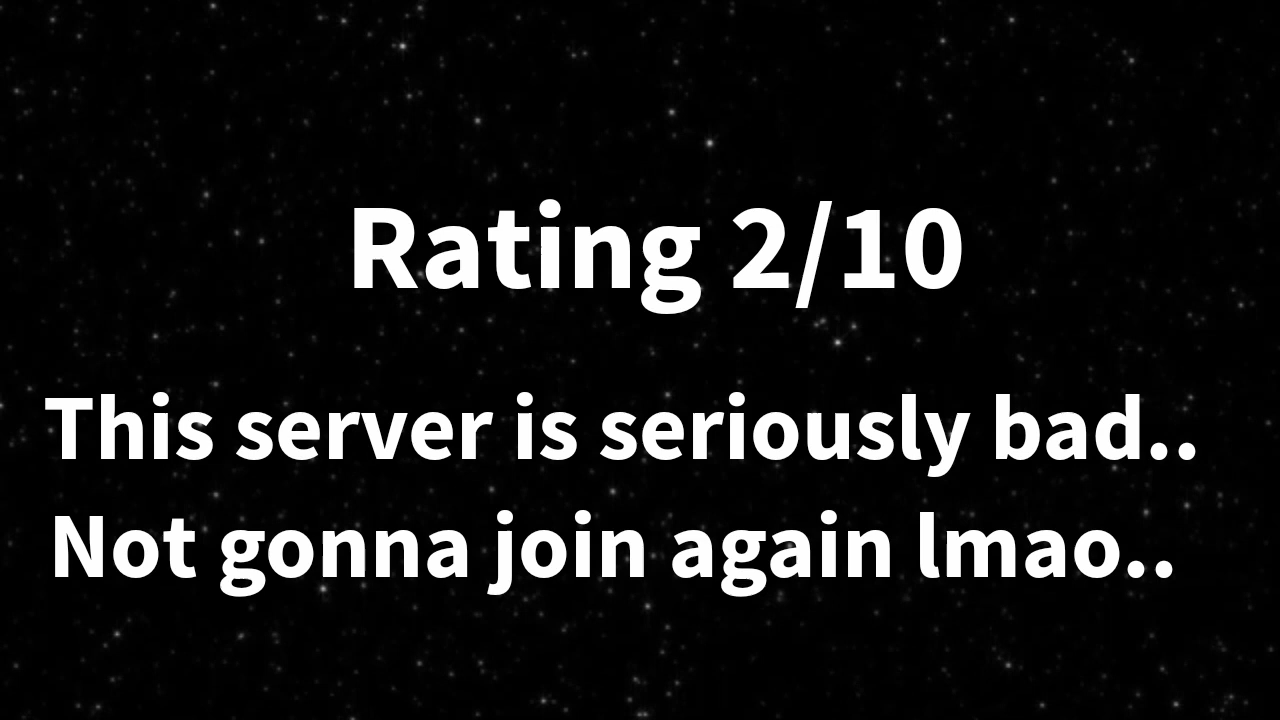 Rating 2/10
This server is seriously bad..
Not gonna join again lmao..